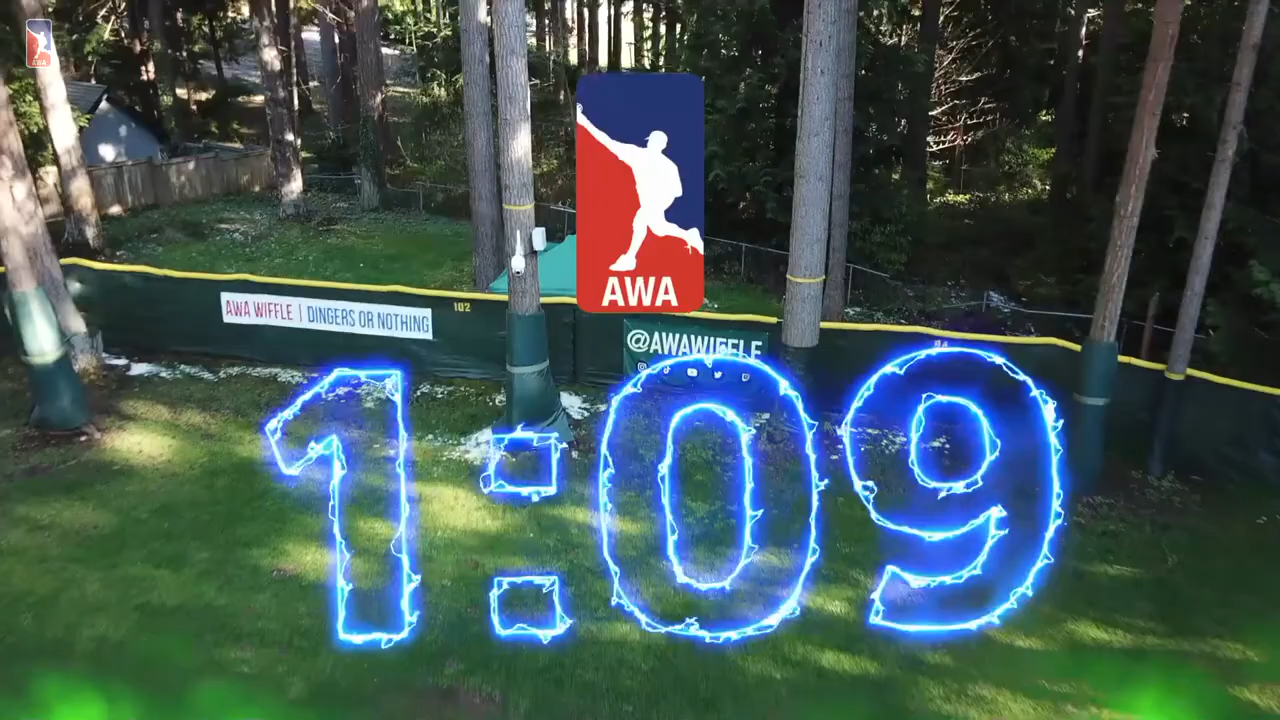 AWA
AWA
AWA WIFFLE | DINGERS OR NOTHING
102
@AWAWIFFLE
1:09